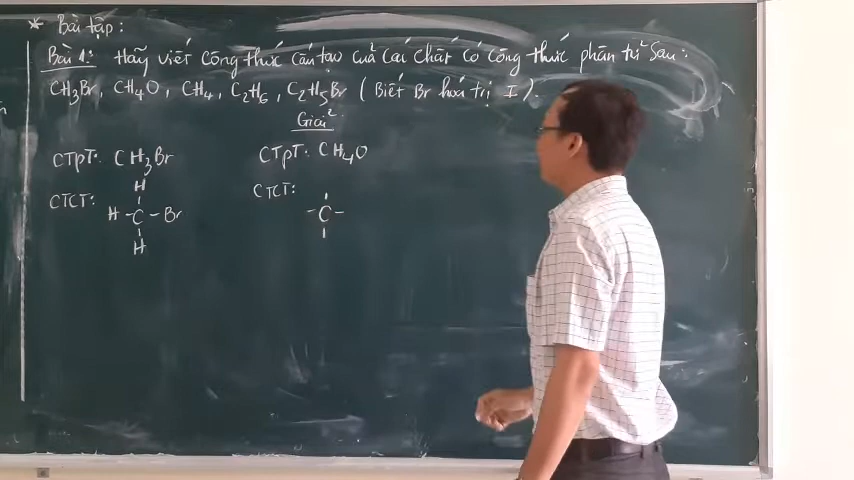 * Bài tập:
Bài 1: Hãy viết công thức cấu tạo của các chất có công thức phân tử sau:
CH₃Br, CH₄O, CH₄, C₂H₆, C₂H₅Br (Biết Br hoá trị I).
Giải
CTPT: CH₃Br CTPT: CH₄O
CTCT: CTCT:
H
H - C - Br - C -
H